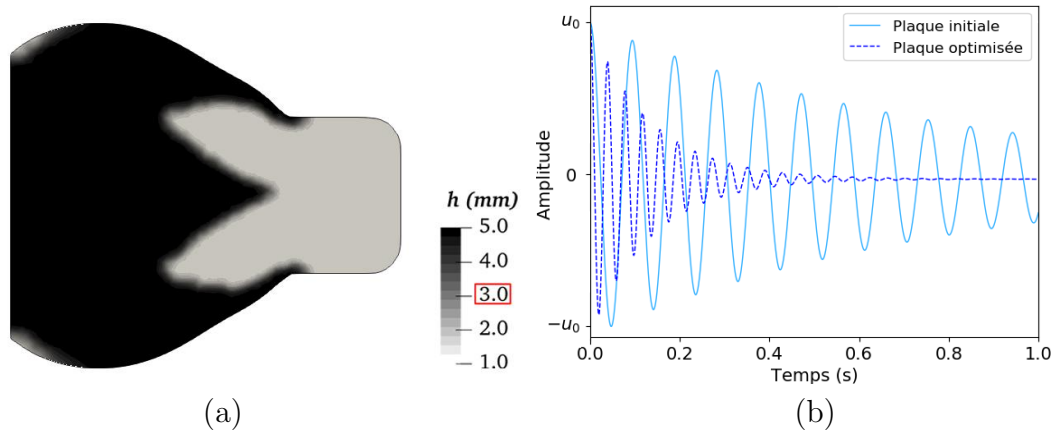 h (mm)
5.0
4.0
3.0
2.0
1.0
(a)
u₀
0
−u₀
Amplitude
Plaque initiale
Plaque optimisée
0.0 0.2 0.4 0.6 0.8 1.0
Temps (s)
(b)